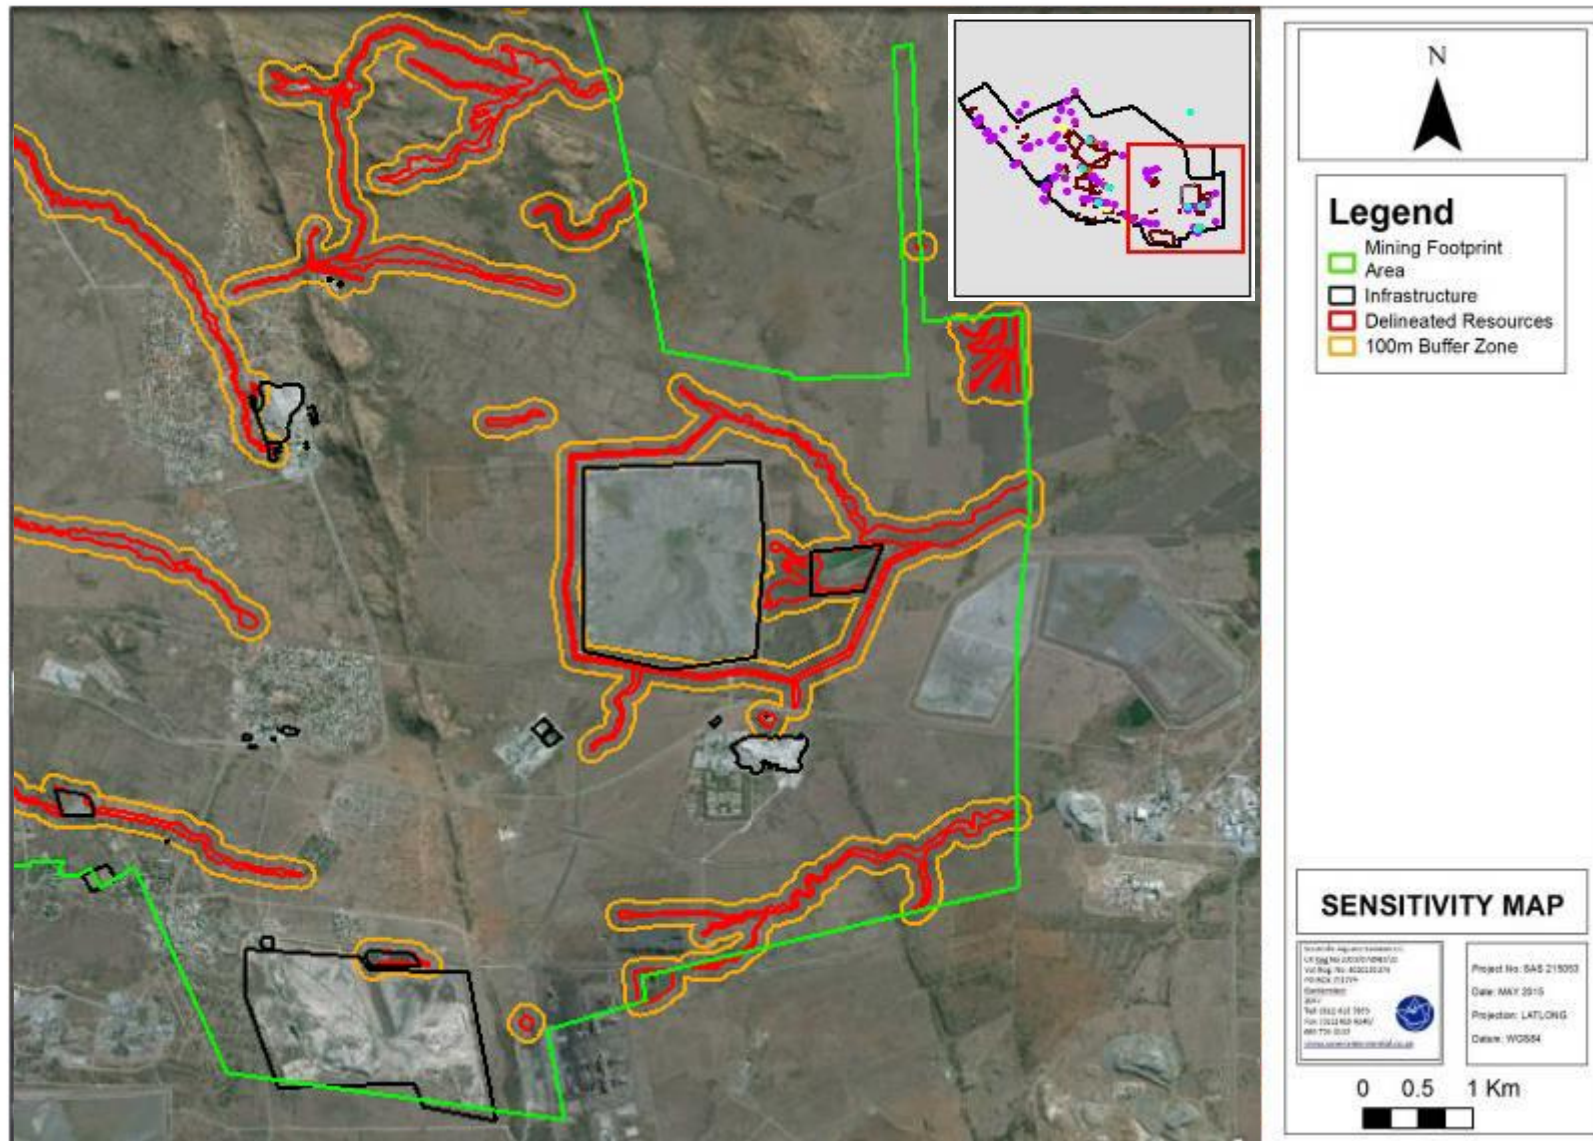 N
Legend
Mining Footprint
Area
Infrastructure
Delineated Resources
100m Buffer Zone
SENSITIVITY MAP
Project No: SAS 215053
Date: MAY 2015
Projection: LATLONG
Datum: WGS84
0 0.5 1 Km